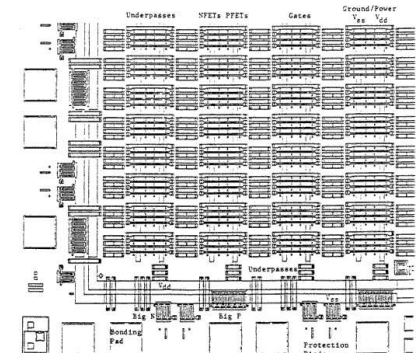 Ground/Power
Underpasses NFETs PFETs Gates Vss Vdd
Underpasses
Vdd
Vss
Big N Big P
Bonding
Pad
Protection